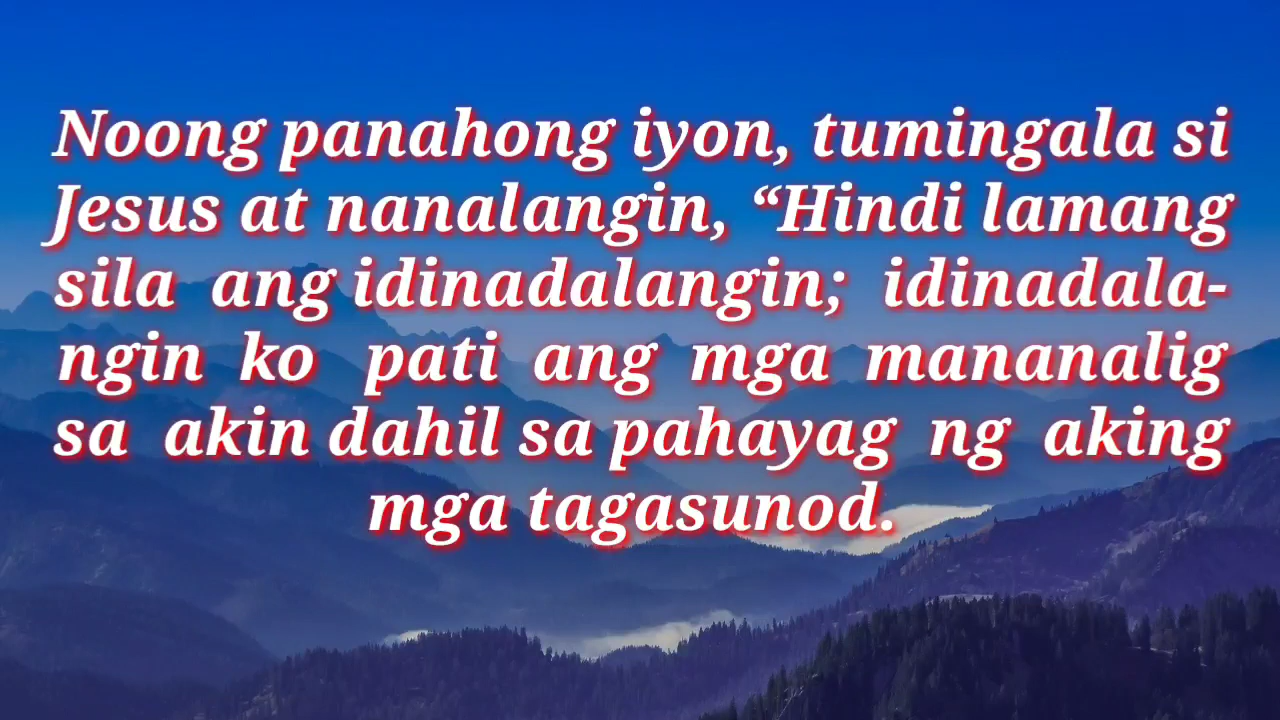 Noong panahong iyon, tumingala si
Jesus at nanalangin, “Hindi lamang
sila ang idinadalangin; idinadala-
ngin ko pati ang mga mananalig
sa akin dahil sa pahayag ng aking
mga tagasunod.